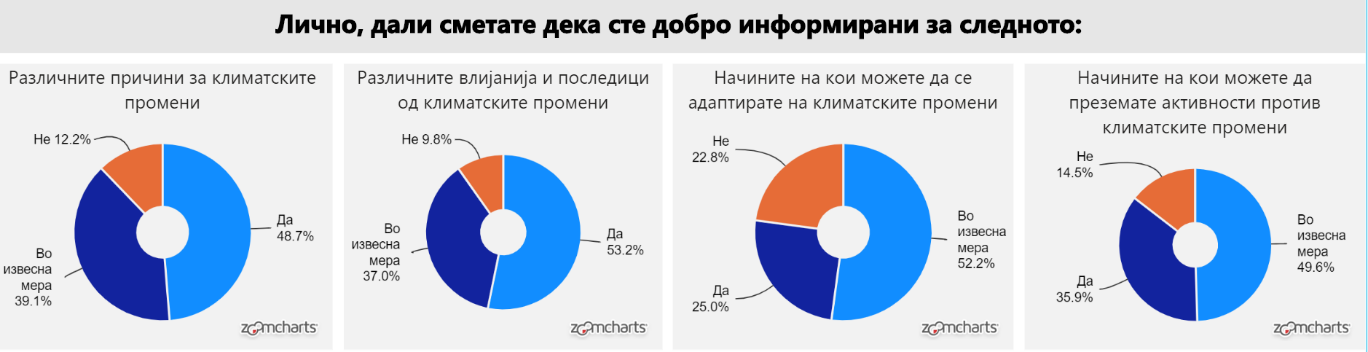 Лично, дали сметате дека сте добро информирани за следното:
Различните причини за климатските
промени
Не 12.2%
Да
48.7%
Во
извесна
мера
39.1%
zoomcharts
Различните влијанија и последици
од климатските промени
Не 9.8%
Во
извесна
мера
37.0%
Да
53.2%
zoomcharts
Начините на кои можете да се
адаптирате на климатските промени
Не
22.8%
Во
извесна
мера
52.2%
Да
25.0%
zoomcharts
Начините на кои можете да
преземате активности против
климатските промени
Не
14.5%
Во
извесна
мера
49.6%
Да
35.9%
zoomcharts